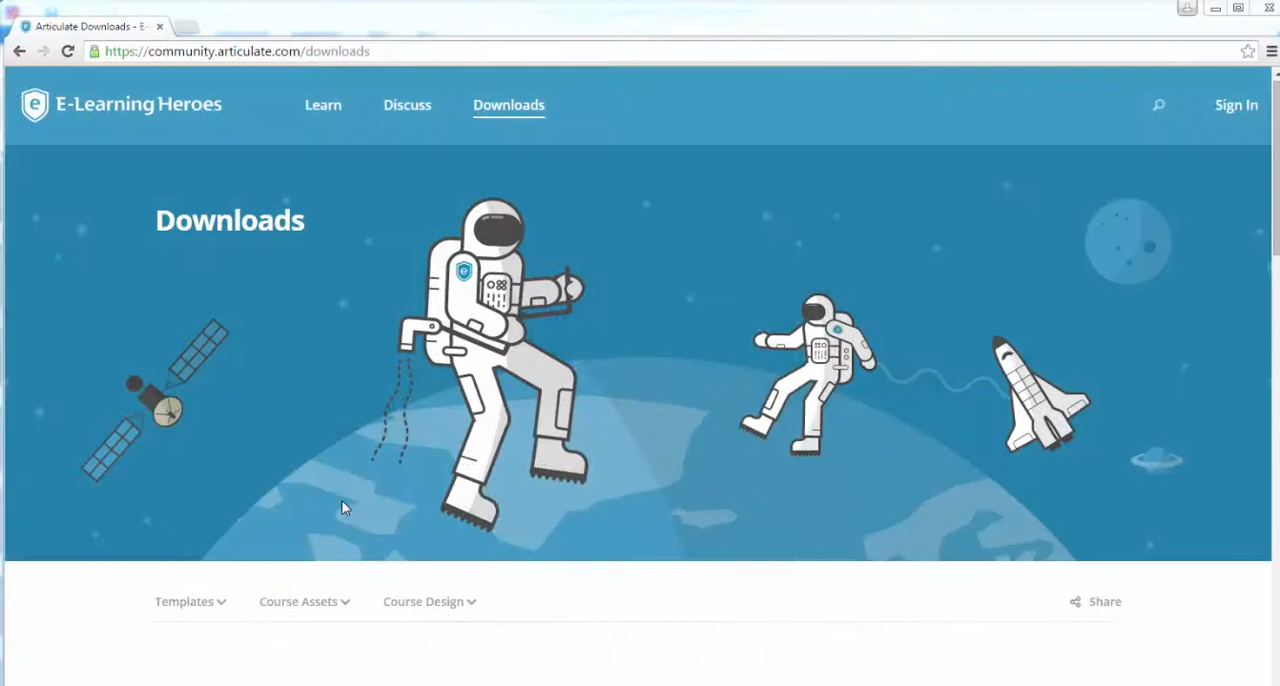 Articulate Downloads - E-
https://community.articulate.com/downloads
e E-Learning Heroes Learn Discuss Downloads Sign In
Downloads
e
Templates Course Assets Course Design Share